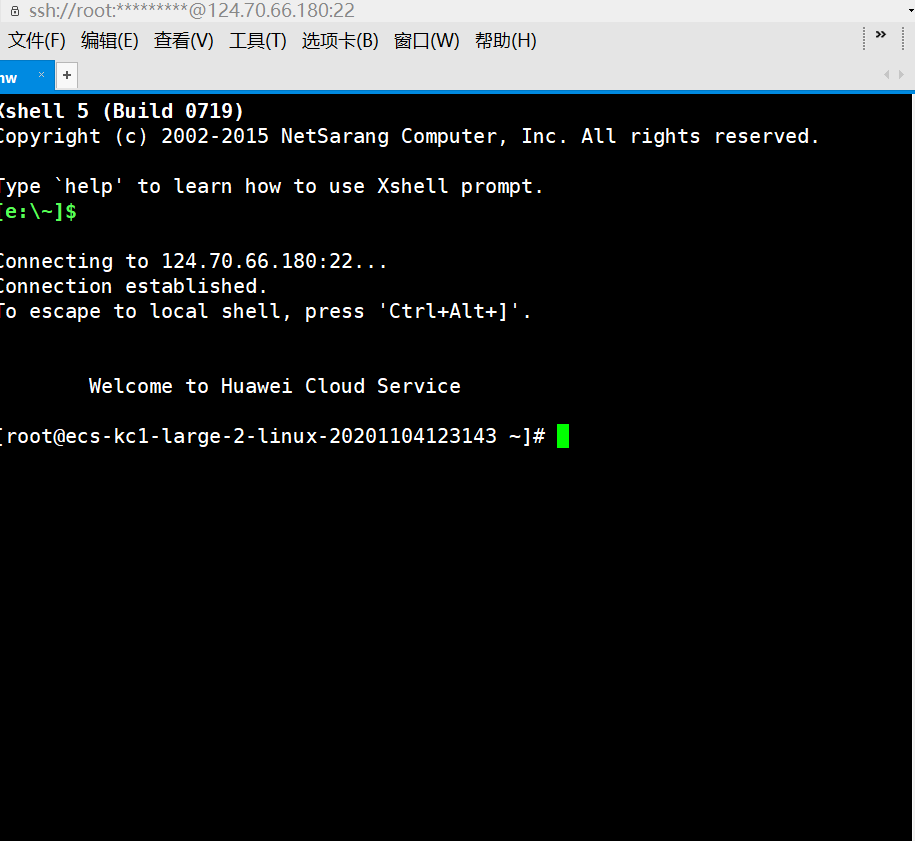 ssh://root:*********@124.70.66.180:22
文件(F) 编辑(E) 查看(V) 工具(T) 选项卡(B) 窗口(W) 帮助(H) »
nw × +
Xshell 5 (Build 0719)
Copyright (c) 2002-2015 NetSarang Computer, Inc. All rights reserved.
Type `help' to learn how to use Xshell prompt.
[e:\~]$
Connecting to 124.70.66.180:22...
Connection established.
To escape to local shell, press 'Ctrl+Alt+]'.
Welcome to Huawei Cloud Service
[root@ecs-kc1-large-2-linux-20201104123143 ~]#